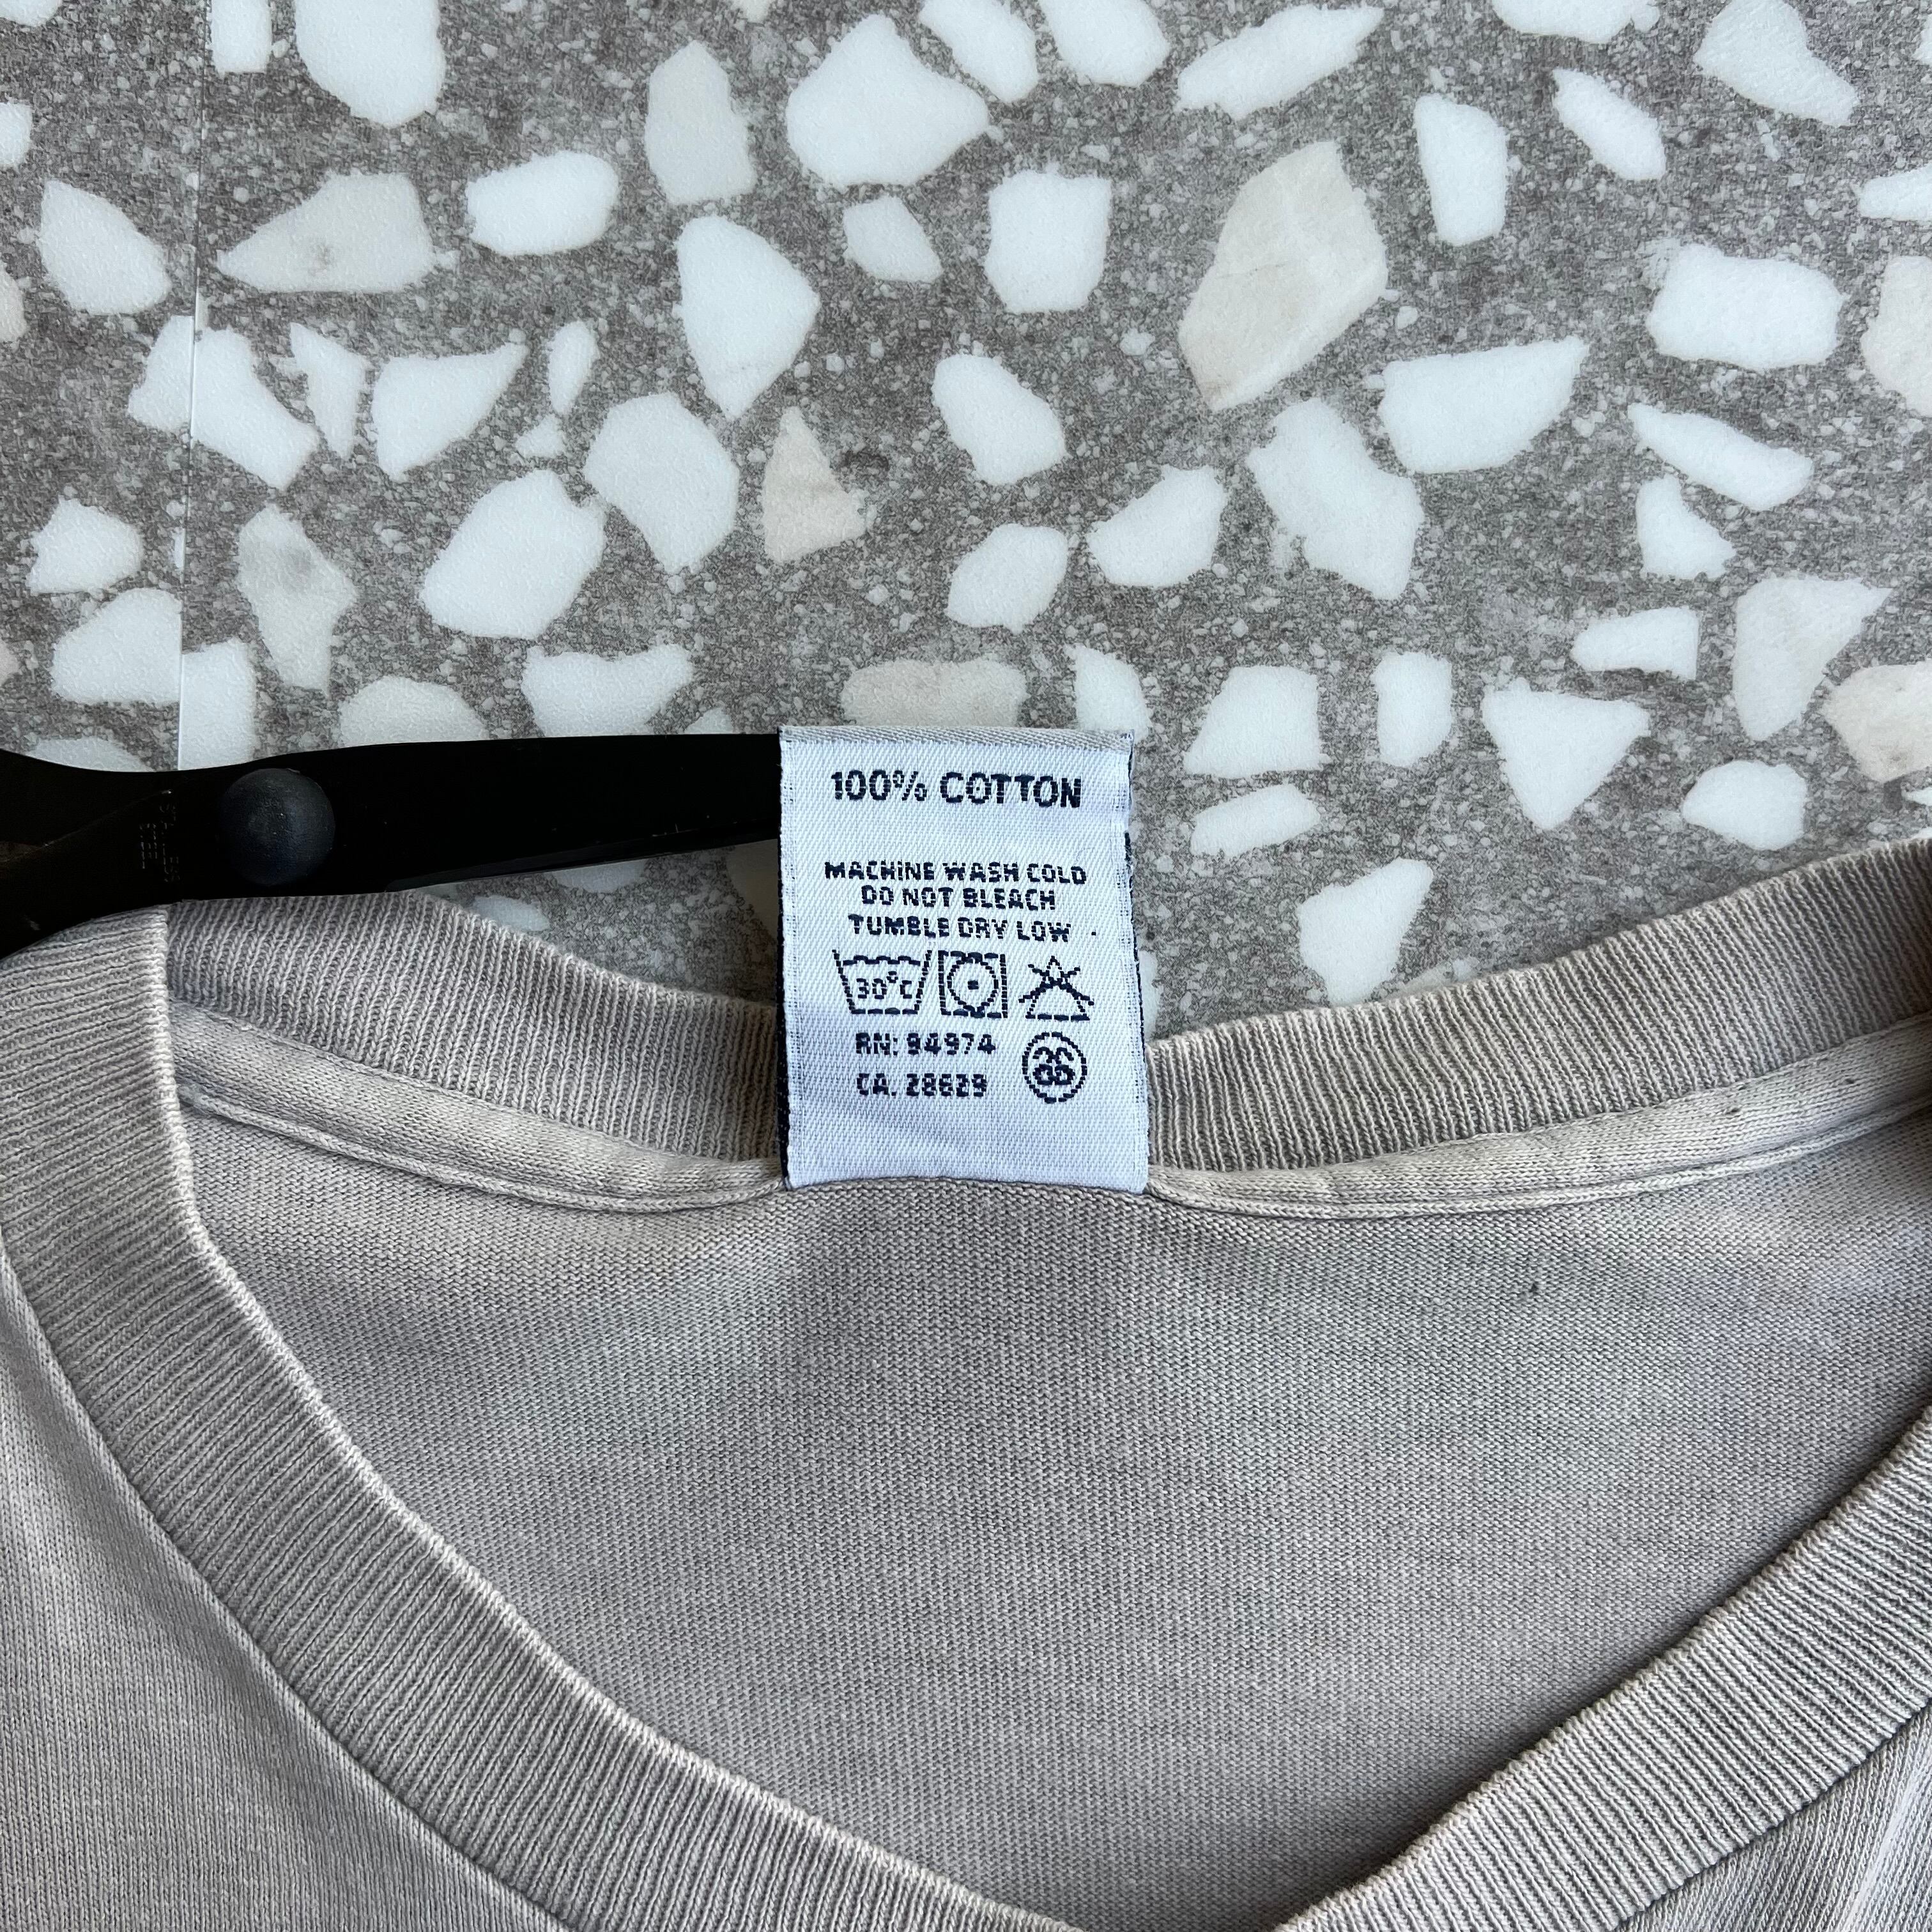 100% COTTON
MACHINE WASH COLD
DO NOT BLEACH
TUMBLE DRY LOW
30°C
RN: 94974
CA. 28629